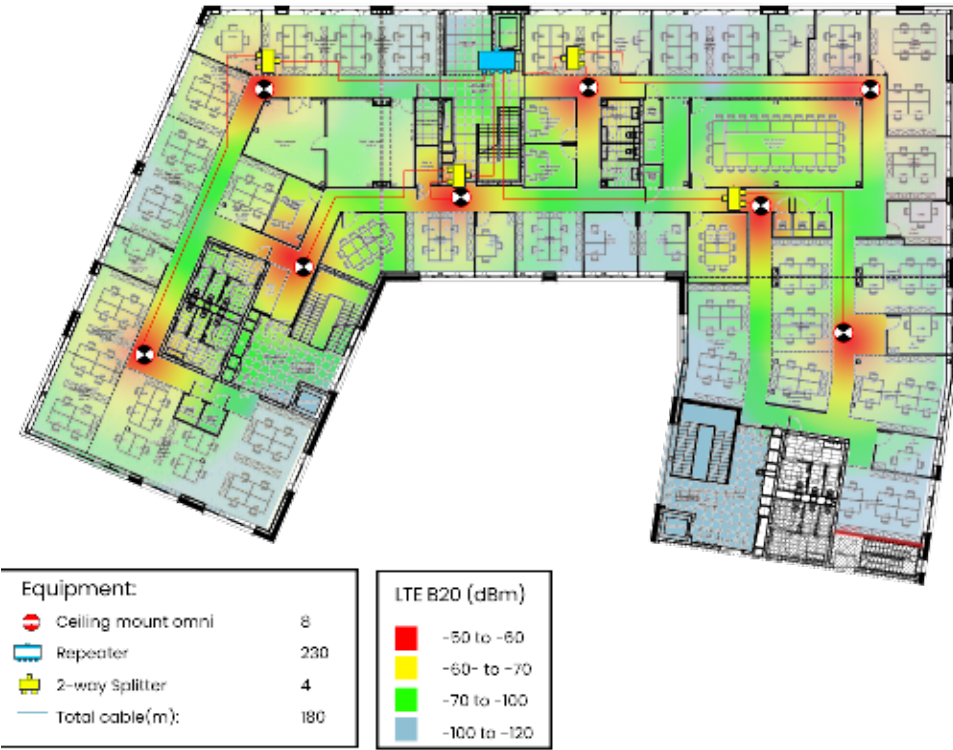 Equipment:
Ceiling mount omni 8
Repeater 230
2-way Splitter 4
Total cable(m): 180
LTE B20 (dBm)
-50 to -60
-60- to -70
-70 to -100
-100 to -120